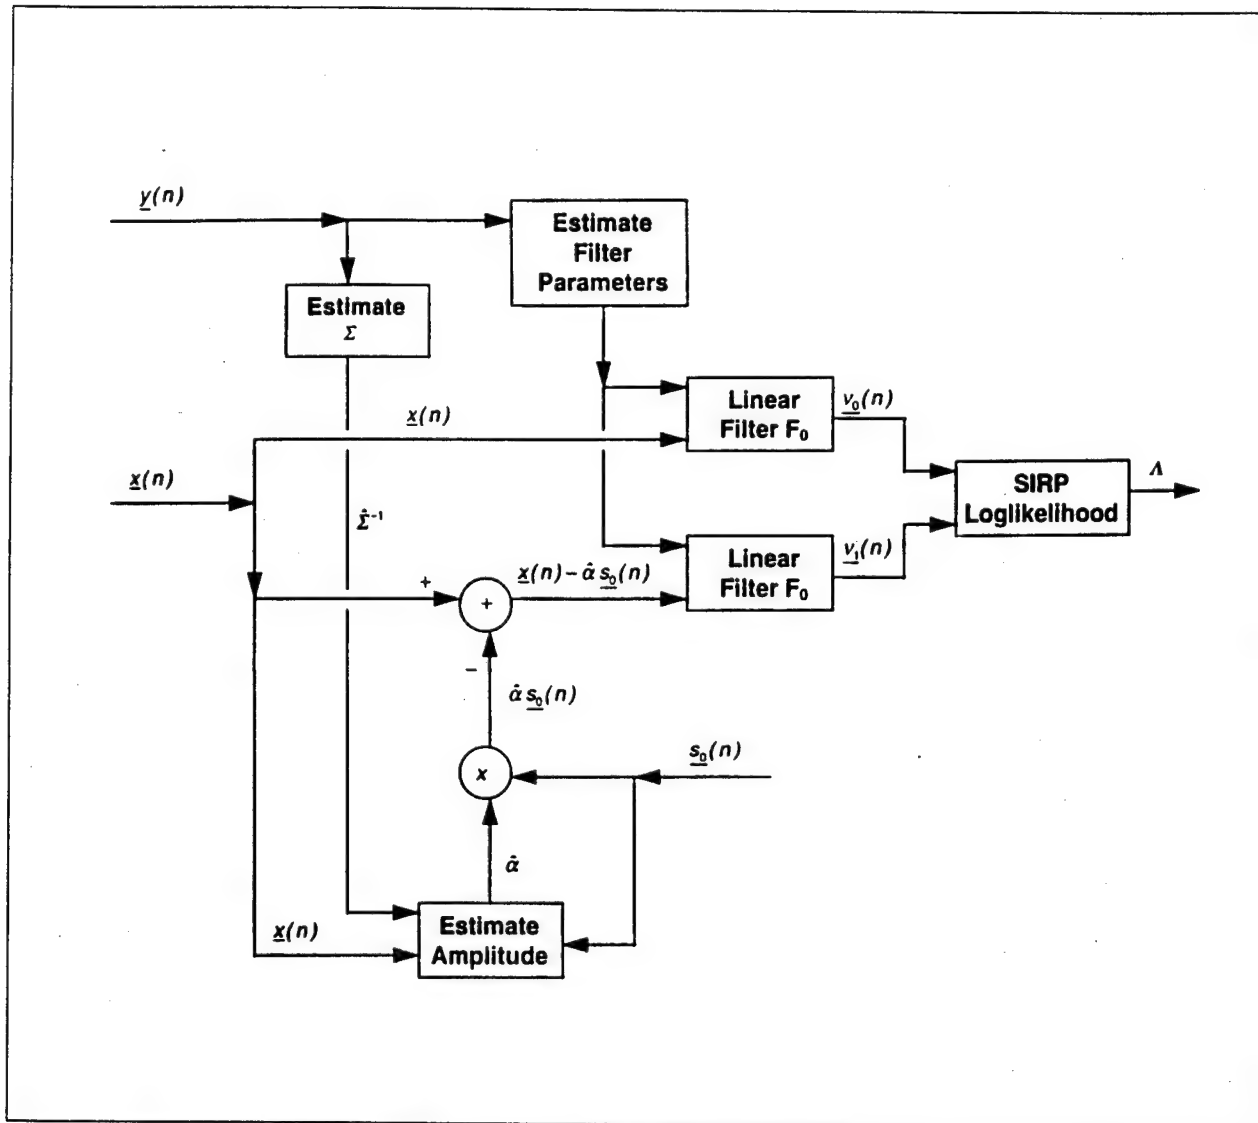 y(n)
Estimate
Filter
Parameters
Estimate
Σ
x(n)
Linear
Filter F₀
v₀(n)
x(n)
Σ̂⁻¹
SIRP
Loglikelihood
Λ
+
+
x(n) – α̂ s₀(n)
Linear
Filter F₀
v₁(n)
–
α̂ s₀(n)
x
s₀(n)
α̂
x(n)
Estimate
Amplitude